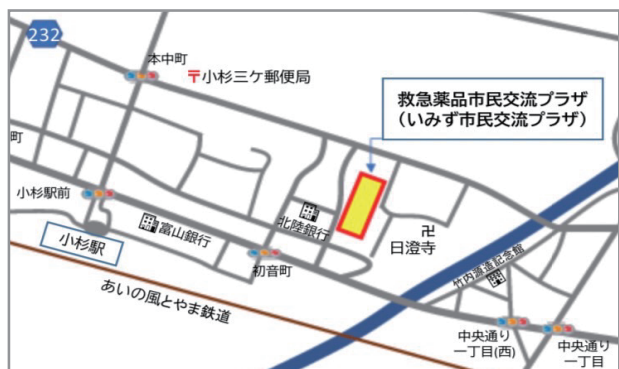 232
本中町
〒小杉三ケ郵便局
救急薬品市民交流プラザ
（いみず市民交流プラザ）
町
小杉駅前
富山銀行
北陸銀行
卍
日澄寺
小杉駅
初音町
竹内源造記念館
あいの風とやま鉄道
中央通り
一丁目(西)
中央通り
一丁目